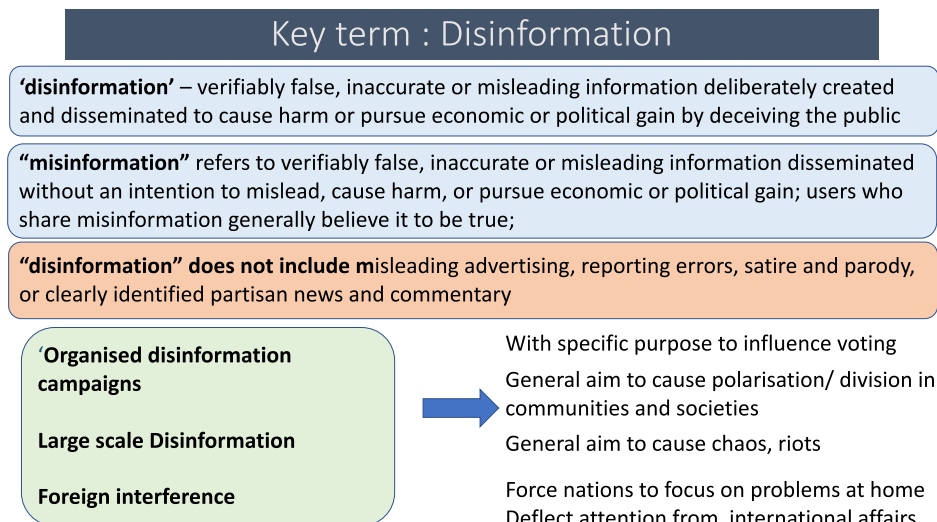 Key term : Disinformation
‘disinformation’ – verifiably false, inaccurate or misleading information deliberately created
and disseminated to cause harm or pursue economic or political gain by deceiving the public
“misinformation” refers to verifiably false, inaccurate or misleading information disseminated
without an intention to mislead, cause harm, or pursue economic or political gain; users who
share misinformation generally believe it to be true;
“disinformation” does not include misleading advertising, reporting errors, satire and parody,
or clearly identified partisan news and commentary
‘Organised disinformation
campaigns
Large scale Disinformation
Foreign interference
With specific purpose to influence voting
General aim to cause polarisation/ division in
communities and societies
General aim to cause chaos, riots
Force nations to focus on problems at home
Deflect attention from international affairs